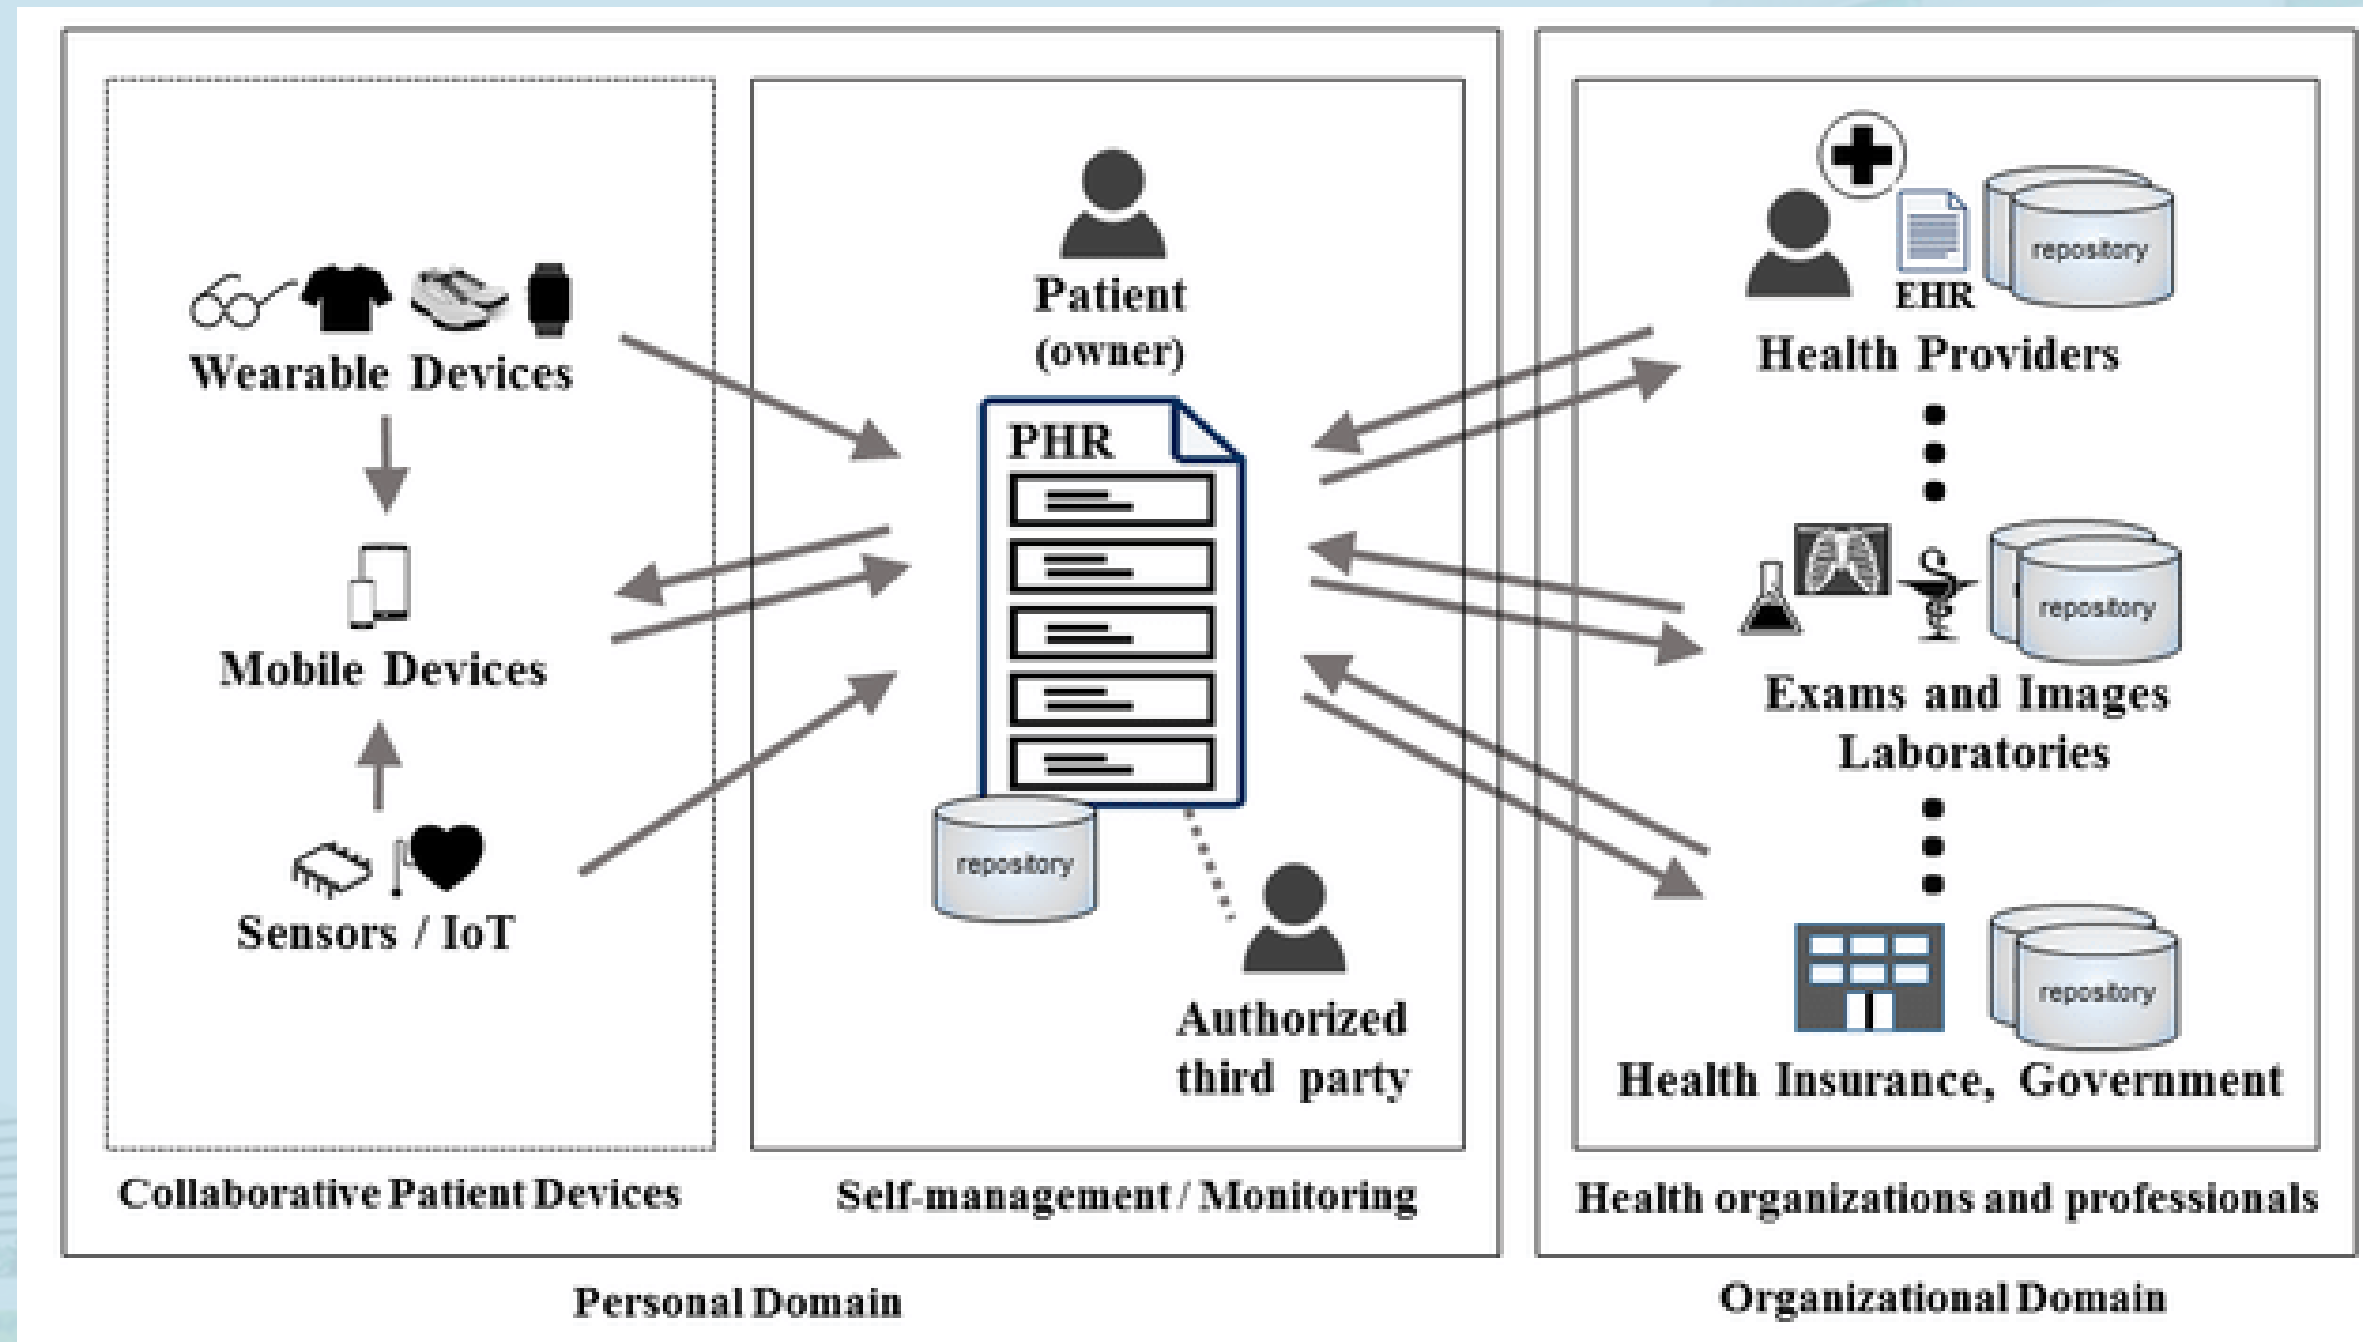 Wearable Devices
Mobile Devices
Sensors / IoT
Collaborative Patient Devices
Patient
(owner)
PHR
repository
Authorized
third party
Self-management / Monitoring
Personal Domain
EHR
repository
Health Providers
repository
Exams and Images
Laboratories
repository
Health Insurance, Government
Health organizations and professionals
Organizational Domain